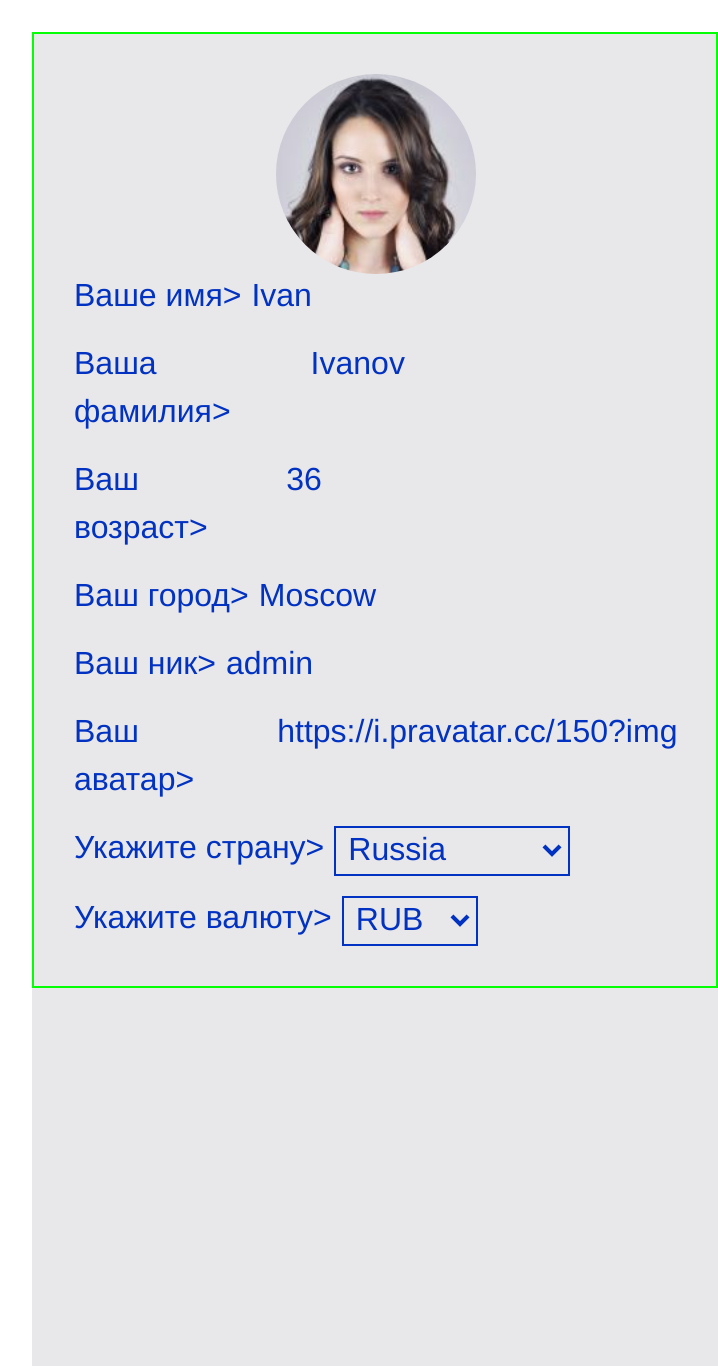 Ваше имя> Ivan
Ваша Ivanov
фамилия>
Ваш 36
возраст>
Ваш город> Moscow
Ваш ник> admin
Ваш https://i.pravatar.cc/150?img
аватар>
Укажите страну> Russia
Укажите валюту> RUB